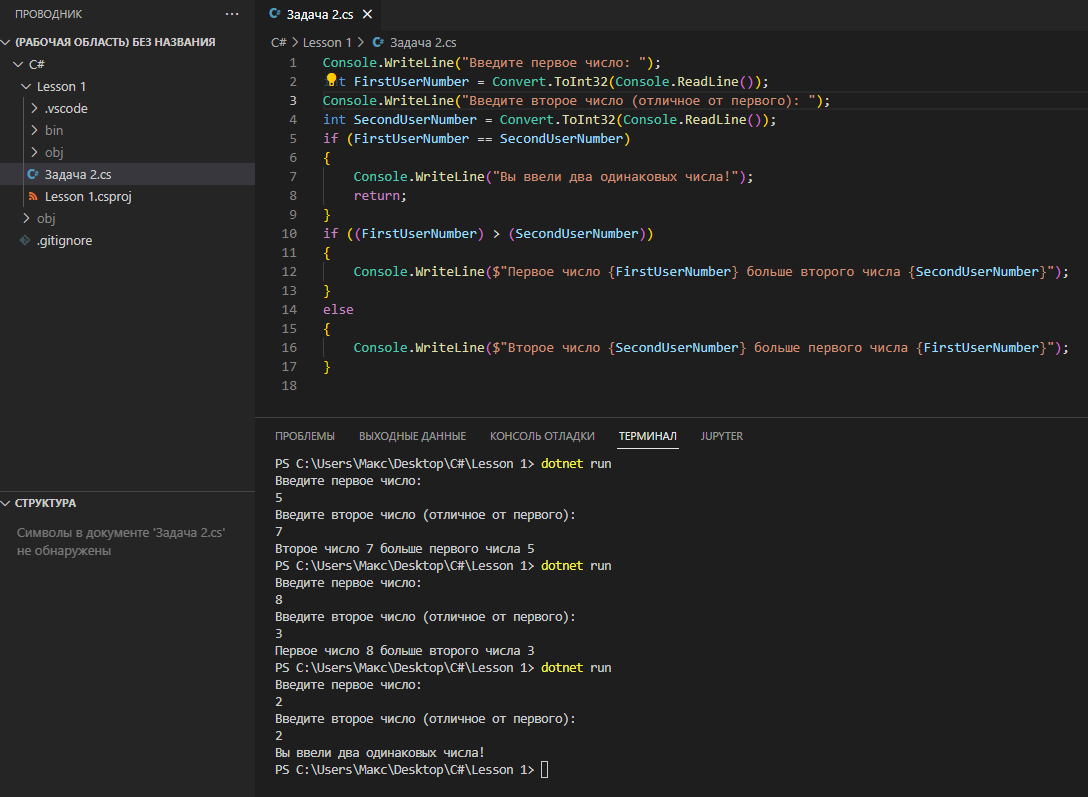 ПРОВОДНИК
(РАБОЧАЯ ОБЛАСТЬ) БЕЗ НАЗВАНИЯ
C#
Lesson 1
.vscode
bin
obj
Задача 2.cs
Lesson 1.csproj
obj
.gitignore
СТРУКТУРА
Символы в документе 'Задача 2.cs'
не обнаружены
Задача 2.cs
C# > Lesson 1 > Задача 2.cs
1 Console.WriteLine("Введите первое число: ");
2 int FirstUserNumber = Convert.ToInt32(Console.ReadLine());
3 Console.WriteLine("Введите второе число (отличное от первого): ");
4 int SecondUserNumber = Convert.ToInt32(Console.ReadLine());
5 if (FirstUserNumber == SecondUserNumber)
6 {
7 Console.WriteLine("Вы ввели два одинаковых числа!");
8 return;
9 }
10 if ((FirstUserNumber) > (SecondUserNumber))
11 {
12 Console.WriteLine($"Первое число {FirstUserNumber} больше второго числа {SecondUserNumber}");
13 }
14 else
15 {
16 Console.WriteLine($"Второе число {SecondUserNumber} больше первого числа {FirstUserNumber}");
17 }
18
ПРОБЛЕМЫ ВЫХОДНЫЕ ДАННЫЕ КОНСОЛЬ ОТЛАДКИ ТЕРМИНАЛ JUPYTER
PS C:\Users\Макс\Desktop\C#\Lesson 1> dotnet run
Введите первое число:
5
Введите второе число (отличное от первого):
7
Второе число 7 больше первого числа 5
PS C:\Users\Макс\Desktop\C#\Lesson 1> dotnet run
Введите первое число:
8
Введите второе число (отличное от первого):
3
Первое число 8 больше второго числа 3
PS C:\Users\Макс\Desktop\C#\Lesson 1> dotnet run
Введите первое число:
2
Введите второе число (отличное от первого):
2
Вы ввели два одинаковых числа!
PS C:\Users\Макс\Desktop\C#\Lesson 1>